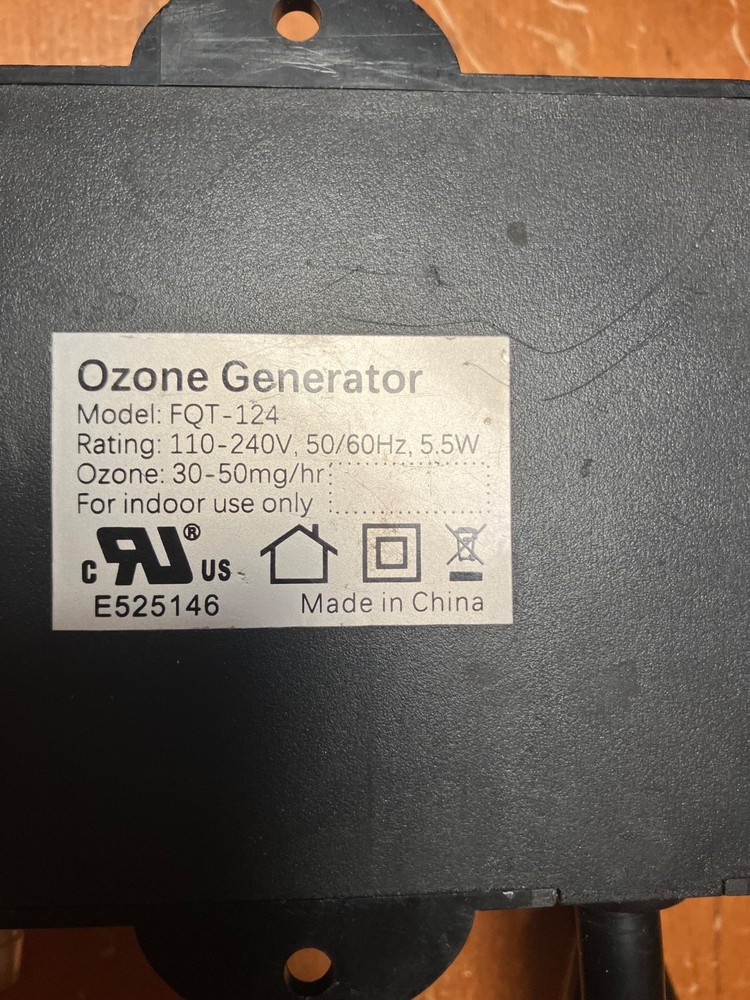 Ozone Generator
Model: FQT-124
Rating: 110-240V, 50/60Hz, 5.5W
Ozone: 30-50mg/hr
For indoor use only
c RU ® US
E525146
Made in China